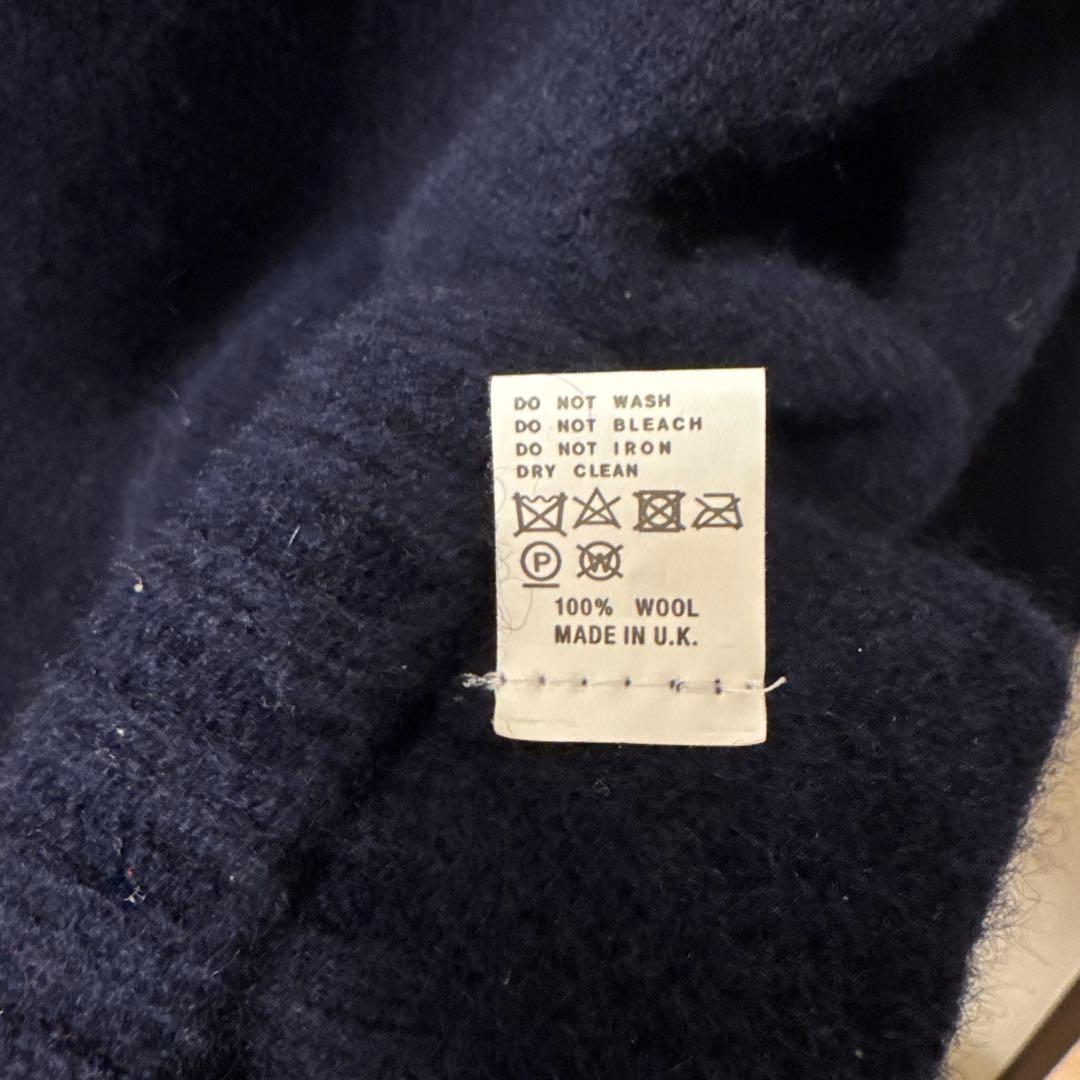 DO NOT WASH
DO NOT BLEACH
DO NOT IRON
DRY CLEAN
P W
100% WOOL
MADE IN U.K.